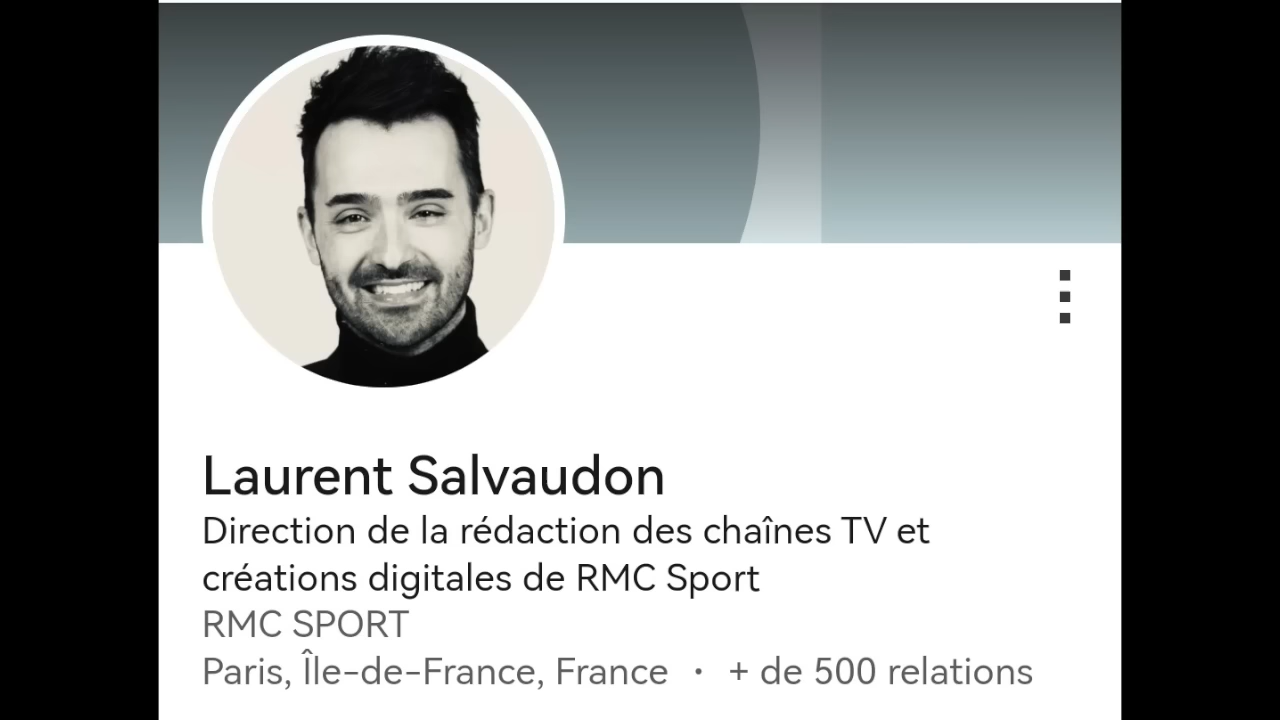 Laurent Salvaudon
Direction de la rédaction des chaînes TV et
créations digitales de RMC Sport
RMC SPORT
Paris, Île-de-France, France · + de 500 relations